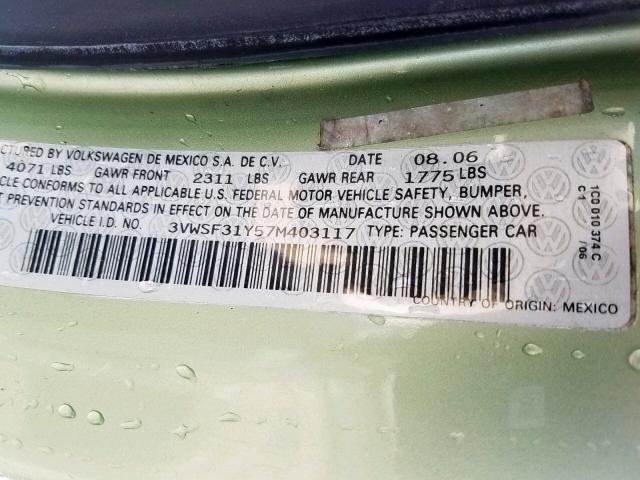 CTURED BY VOLKSWAGEN DE MEXICO S.A. DE C.V. DATE 08.06
4071 LBS GAWR FRONT 2311 LBS GAWR REAR 1775 LBS
CLE CONFORMS TO ALL APPLICABLE U.S. FEDERAL MOTOR VEHICLE SAFETY, BUMPER,
T PREVENTION STANDARDS IN EFFECT ON THE DATE OF MANUFACTURE SHOWN ABOVE.
VEHICLE I.D. NO. 3VWSF31Y57M403117 TYPE: PASSENGER CAR
COUNTRY OF ORIGIN: MEXICO
1C0 010 374 C
C1 /06